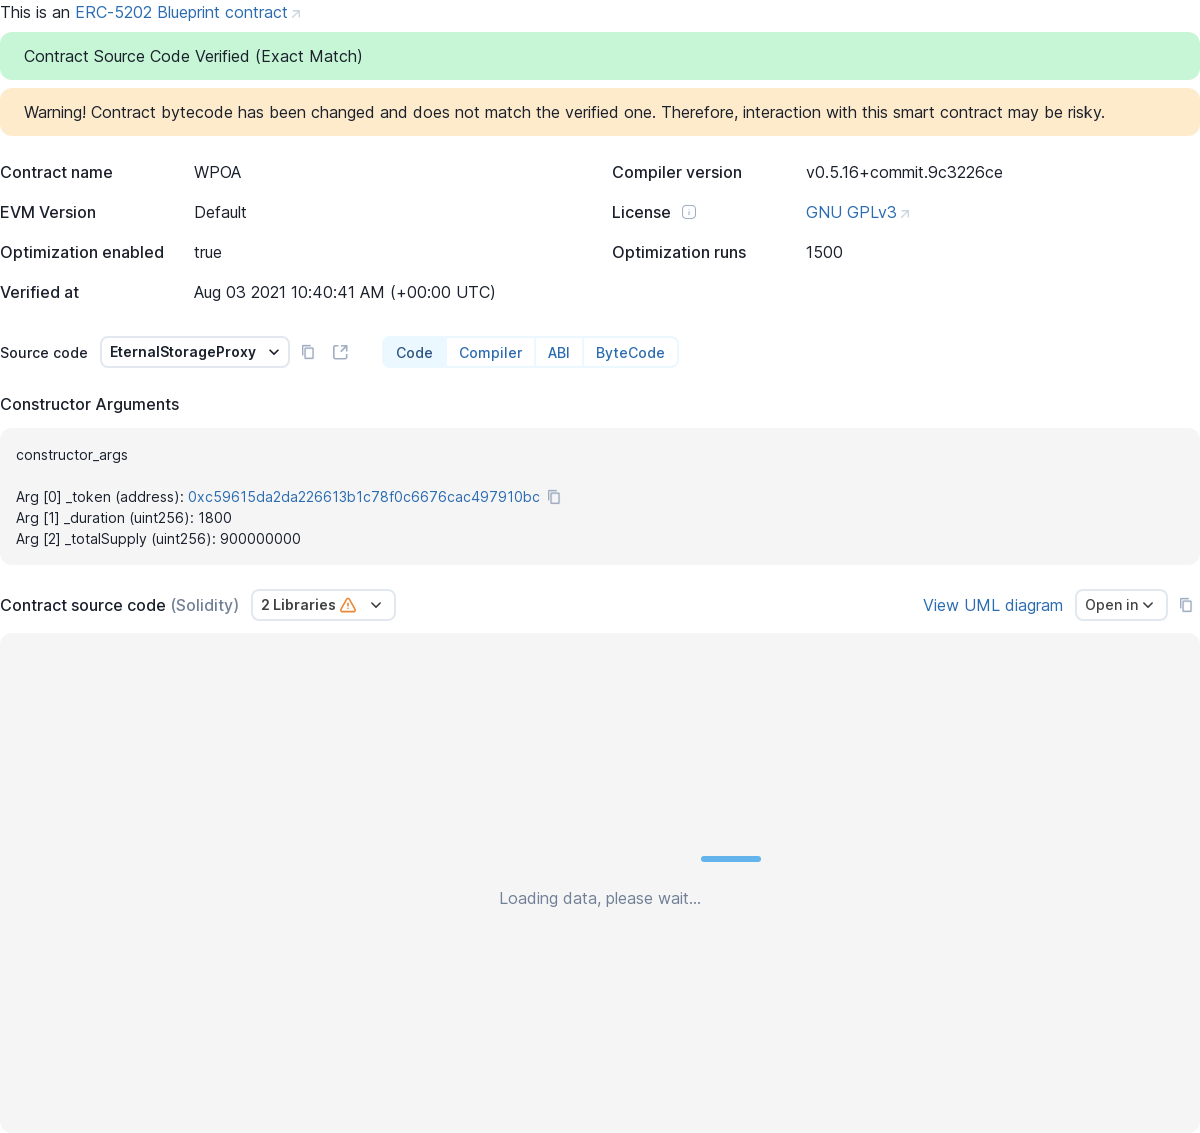 This is an ERC-5202 Blueprint contract
Contract Source Code Verified (Exact Match)
Warning! Contract bytecode has been changed and does not match the verified one. Therefore, interaction with this smart contract may be risky.
Contract name WPOA Compiler version v0.5.16+commit.9c3226ce
EVM Version Default License GNU GPLv3
Optimization enabled true Optimization runs 1500
Verified at Aug 03 2021 10:40:41 AM (+00:00 UTC)
Source code EternalStorageProxy Code Compiler ABI ByteCode
Constructor Arguments
constructor_args
Arg [0] _token (address): 0xc59615da2da226613b1c78f0c6676cac497910bc
Arg [1] _duration (uint256): 1800
Arg [2] _totalSupply (uint256): 900000000
Contract source code (Solidity) 2 Libraries View UML diagram Open in
Loading data, please wait...